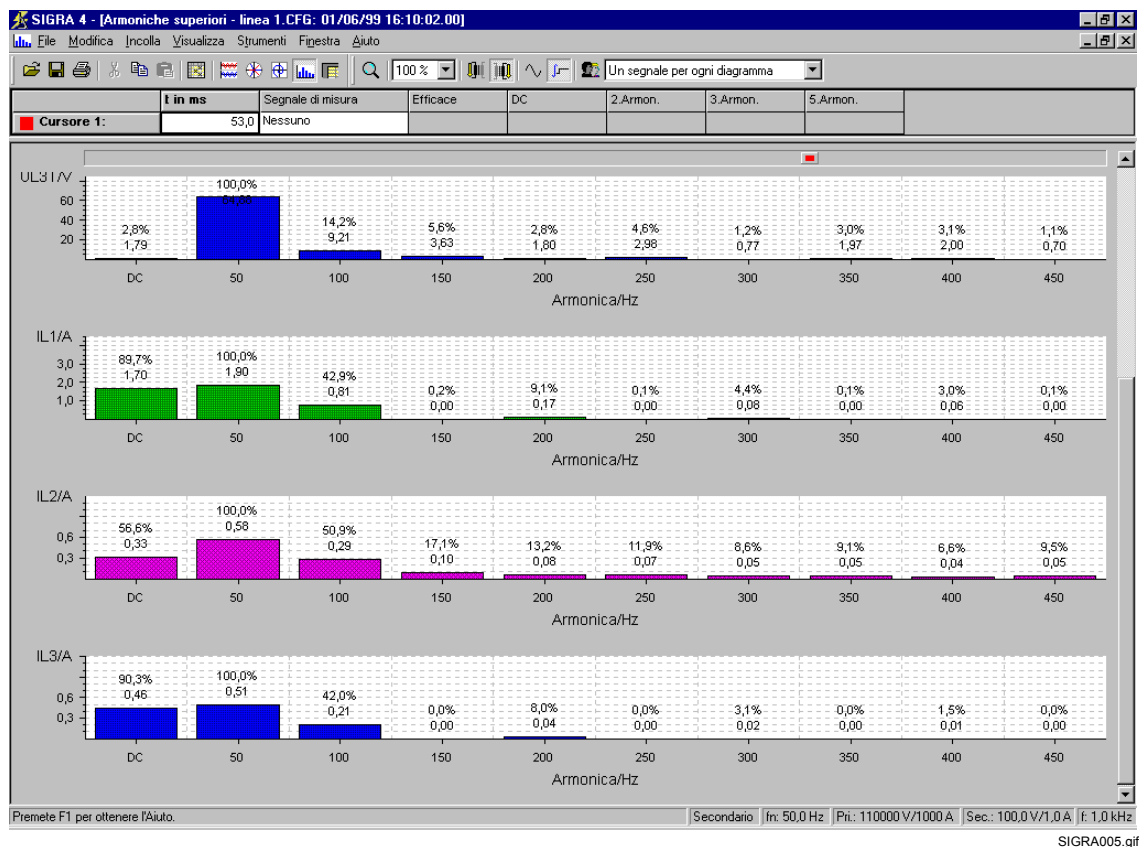 SIGRA 4 - [Armoniche superiori - linea 1.CFG: 01/06/99 16:10:02.00]
File Modifica Incolla Visualizza Strumenti Finestra Aiuto
100 % Un segnale per ogni diagramma
t in ms Segnale di misura Efficace DC 2.Armon. 3.Armon. 5.Armon.
Cursore 1: 53,0 Nessuno
UL31/V
60
40
20
100,0%
2,8% 14,2% 5,6% 2,8% 4,6% 1,2% 3,0% 3,1% 1,1%
1,79 9,21 3,63 1,80 2,98 0,77 1,97 2,00 0,70
DC 50 100 150 200 250 300 350 400 450
Armonica/Hz
IL1/A
3,0
2,0
1,0
89,7% 100,0% 42,9% 0,2% 9,1% 0,1% 4,4% 0,1% 3,0% 0,1%
1,70 1,90 0,81 0,00 0,17 0,00 0,08 0,00 0,06 0,00
DC 50 100 150 200 250 300 350 400 450
Armonica/Hz
IL2/A
0,6
0,3
56,6% 100,0% 50,9% 17,1% 13,2% 11,9% 8,6% 9,1% 6,6% 9,5%
0,33 0,58 0,29 0,10 0,08 0,07 0,05 0,05 0,04 0,05
DC 50 100 150 200 250 300 350 400 450
Armonica/Hz
IL3/A
0,6
0,3
90,3% 100,0% 42,0% 0,0% 8,0% 0,0% 3,1% 0,0% 1,5% 0,0%
0,46 0,51 0,21 0,00 0,04 0,00 0,02 0,00 0,01 0,00
DC 50 100 150 200 250 300 350 400 450
Armonica/Hz
Premete F1 per ottenere l'Aiuto. Secondario fn: 50,0 Hz Pri.: 110000 V/1000 A Sec.: 100,0 V/1,0 A f: 1,0 kHz
SIGRA005.gif